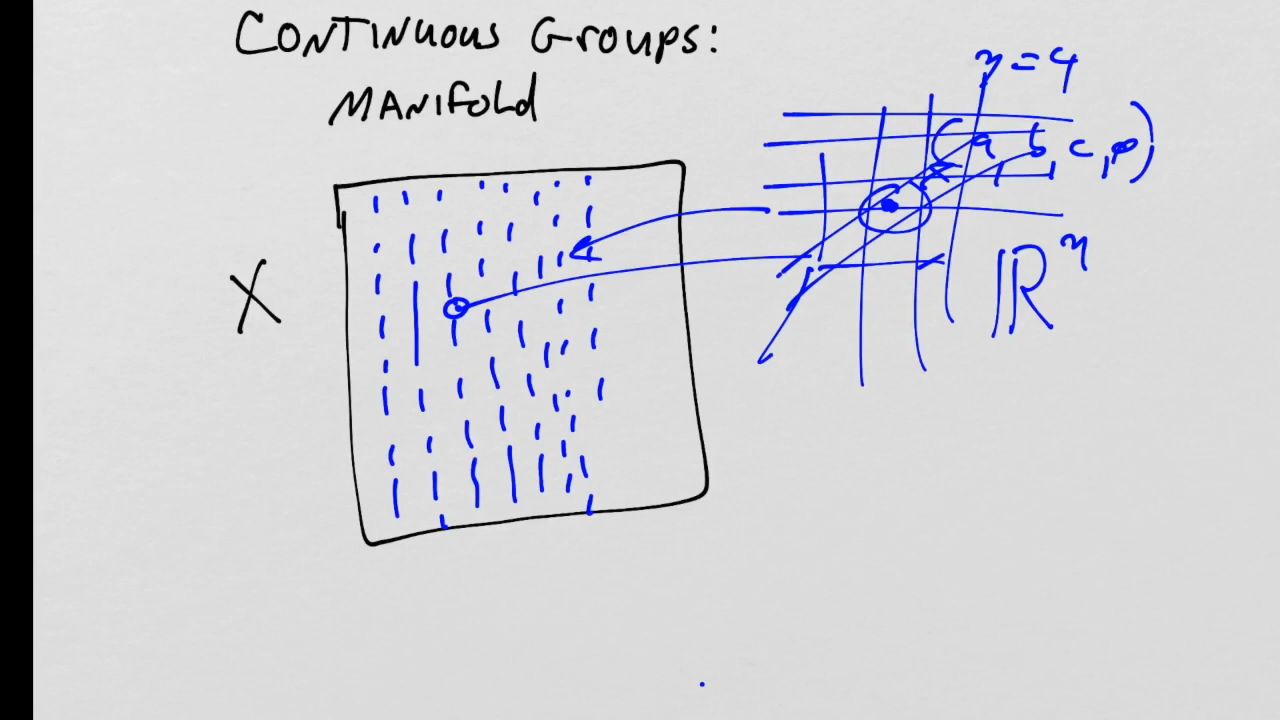 Continuous Groups:
Manifold
η = 4
(a, b, c, p)
X
ℝⁿ